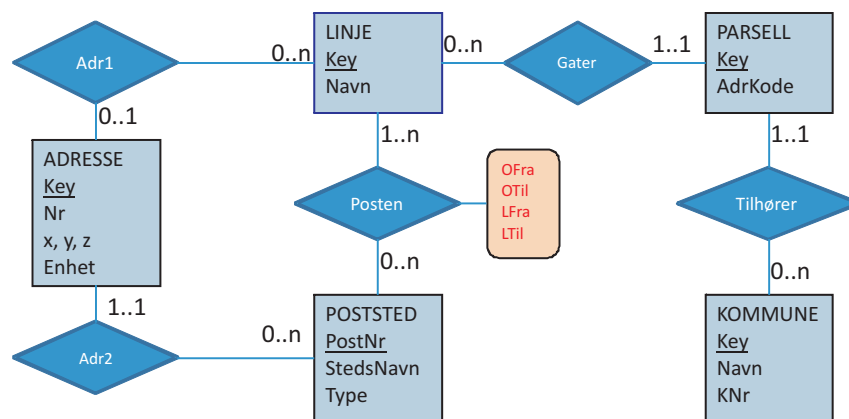 Adr1
0..n
0..1
LINJE
Key
Navn
0..n
Gater
1..1
PARSELL
Key
AdrKode
ADRESSE
Key
Nr
x, y, z
Enhet
1..n
Posten
OFra
OTil
LFra
LTil
0..n
1..1
Tilhører
0..n
1..1
Adr2
0..n
POSTSTED
PostNr
StedsNavn
Type
KOMMUNE
Key
Navn
KNr